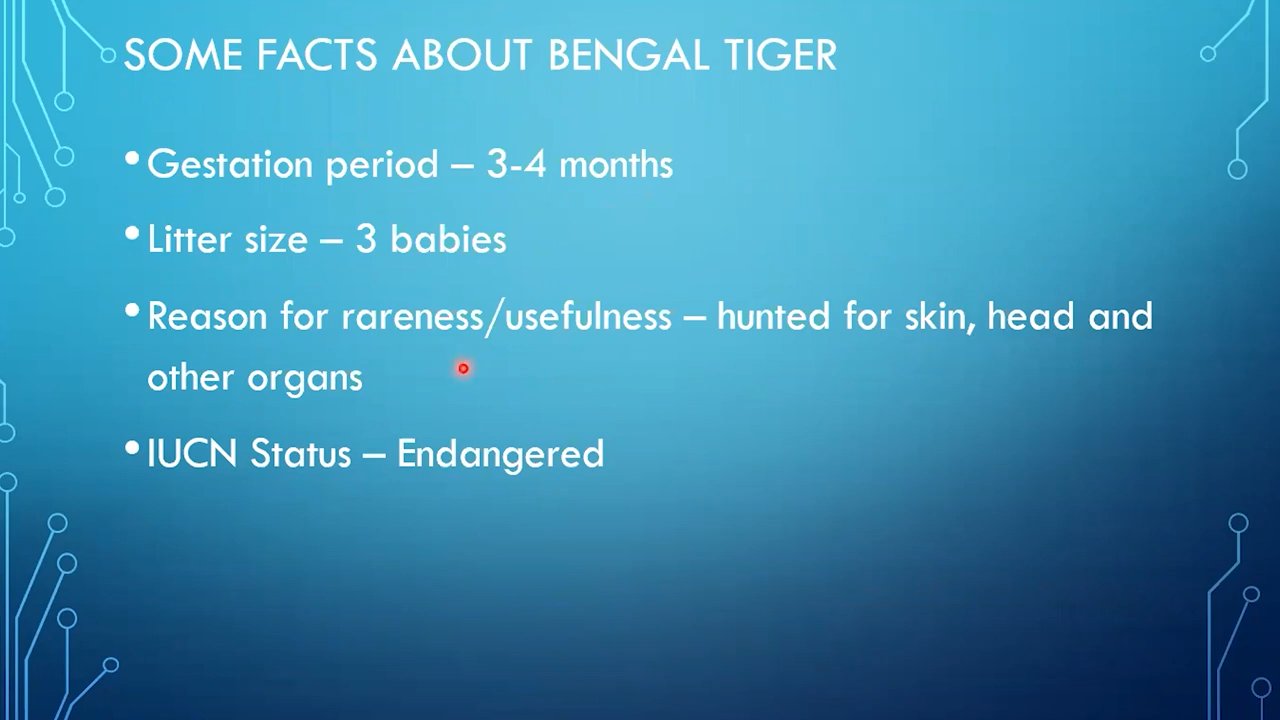 SOME FACTS ABOUT BENGAL TIGER
• Gestation period – 3-4 months
• Litter size – 3 babies
• Reason for rareness/usefulness – hunted for skin, head and
other organs
• IUCN Status – Endangered